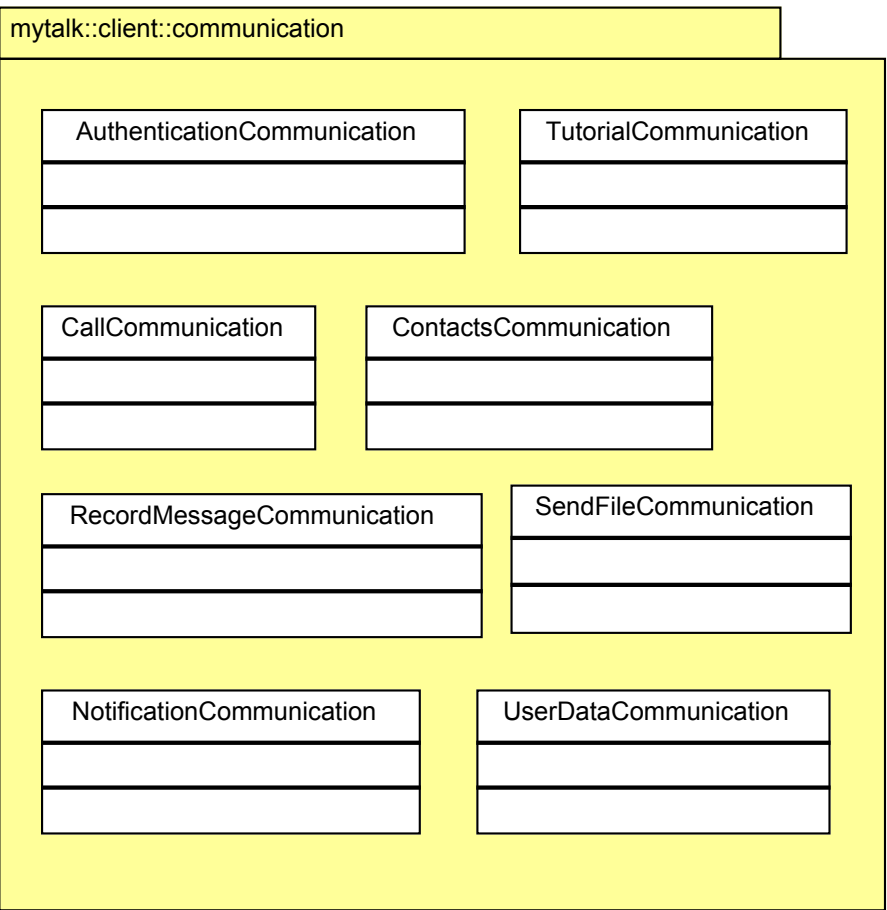 mytalk::client::communication
AuthenticationCommunication
TutorialCommunication
CallCommunication
ContactsCommunication
RecordMessageCommunication
SendFileCommunication
NotificationCommunication
UserDataCommunication